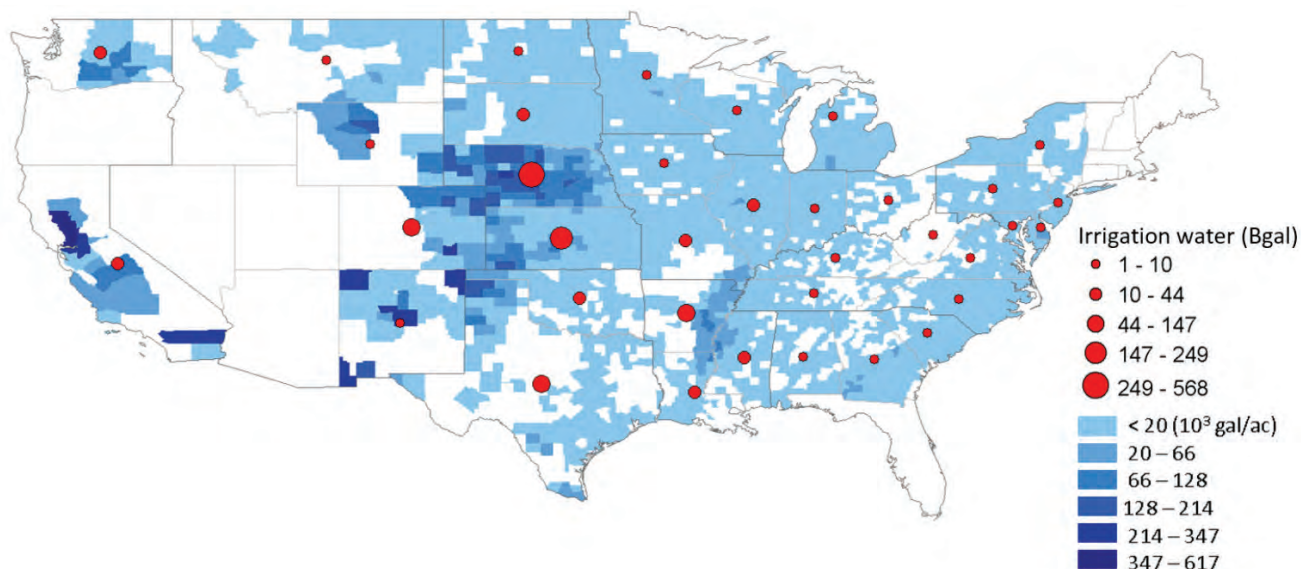 Irrigation water (Bgal)
1 - 10
10 - 44
44 - 147
147 - 249
249 - 568
< 20 (10³ gal/ac)
20 – 66
66 – 128
128 – 214
214 – 347
347 - 617